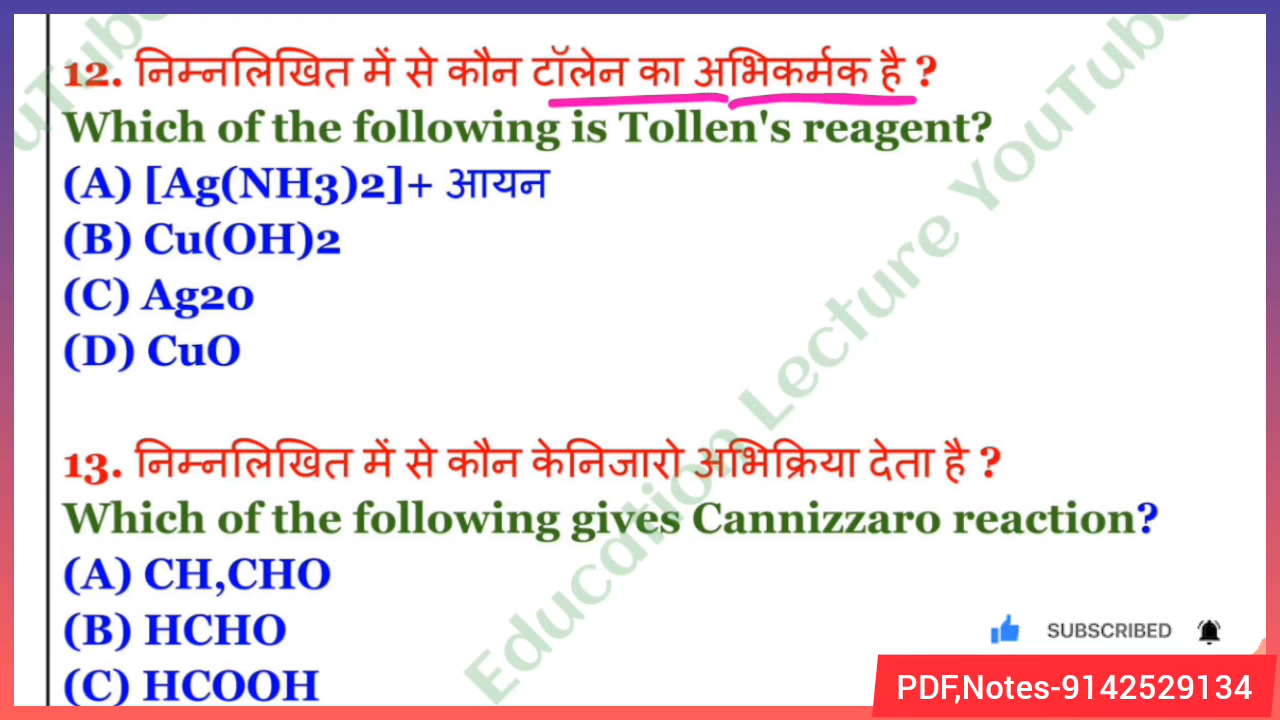 12. निम्नलिखित में से कौन टॉलेन का अभिकर्मक है ?
Which of the following is Tollen's reagent?
(A) [Ag(NH3)2]+ आयन
(B) Cu(OH)2
(C) Ag20
(D) CuO
13. निम्नलिखित में से कौन केनिजारो अभिक्रिया देता है ?
Which of the following gives Cannizzaro reaction?
(A) CH,CHO
(B) HCHO
(C) HCOOH
Education Lecture YouTube
uTube
SUBSCRIBED
PDF,Notes-9142529134